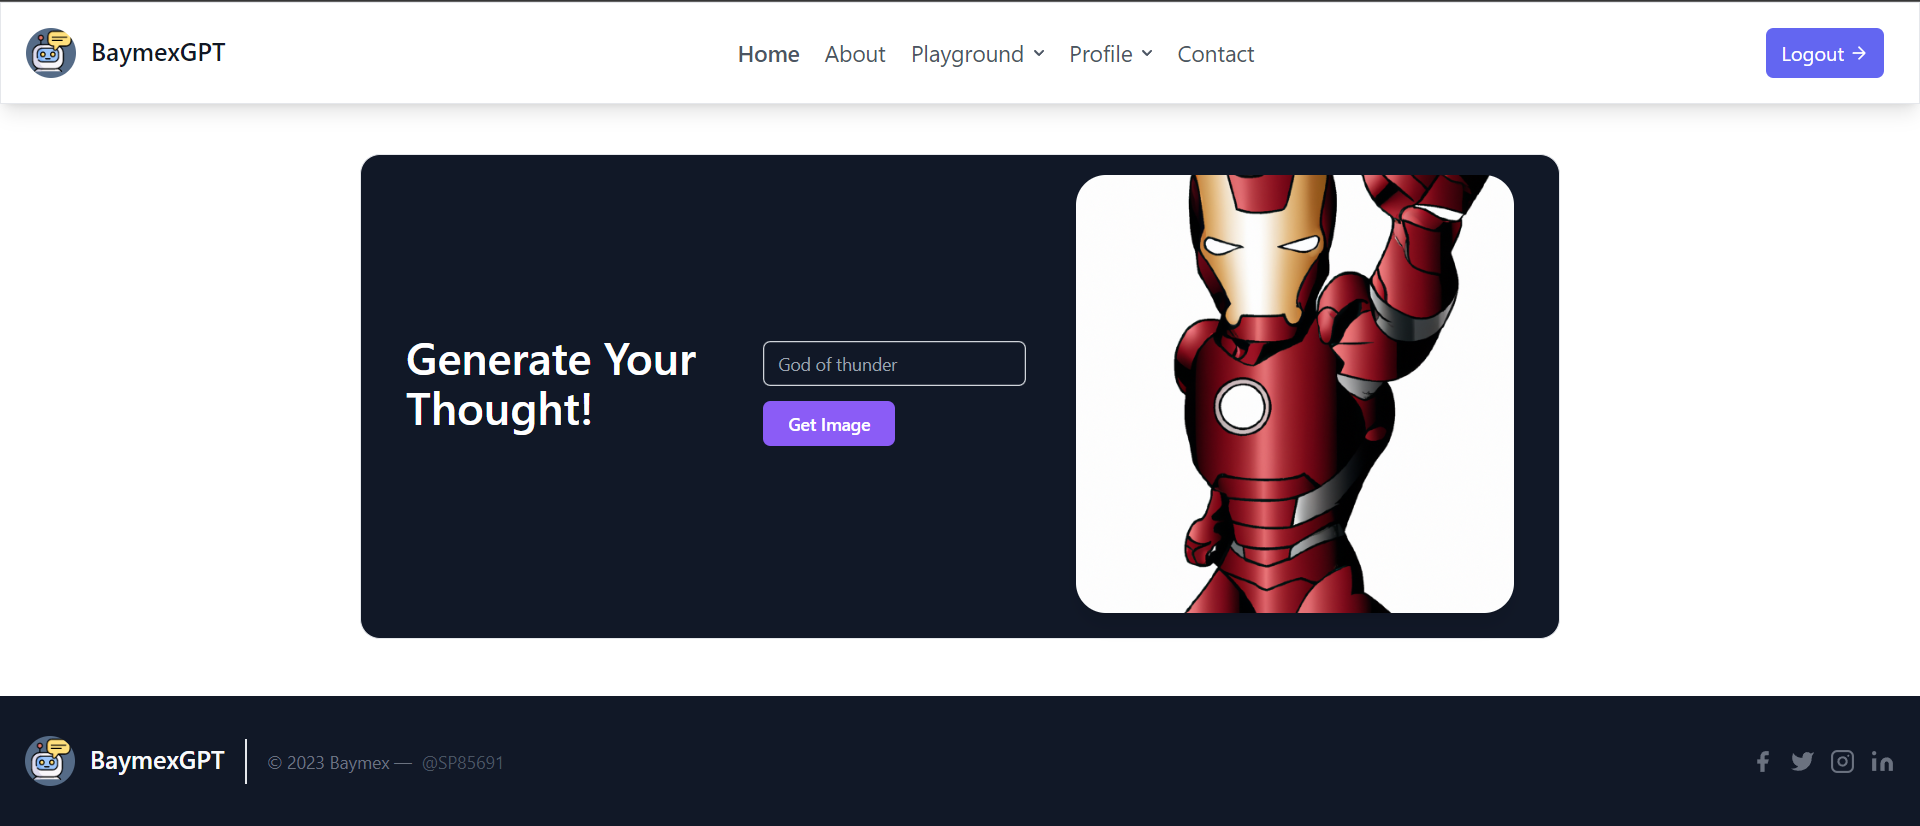 BaymexGPT
Home About Playground Profile Contact
Logout
Generate Your
Thought!
God of thunder
Get Image
BaymexGPT
© 2023 Baymex — @SP85691